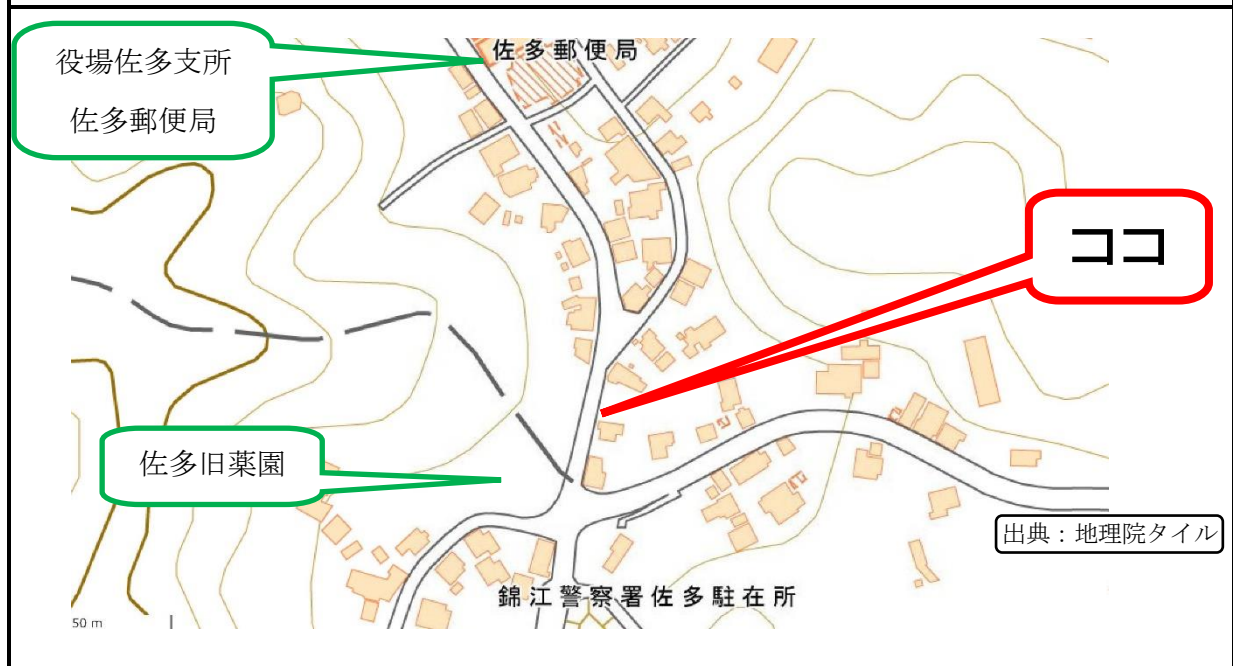 役場佐多支所
佐多郵便局
佐多郵便局
ココ
佐多旧薬園
出典：地理院タイル
錦江警察署佐多駐在所
50 m